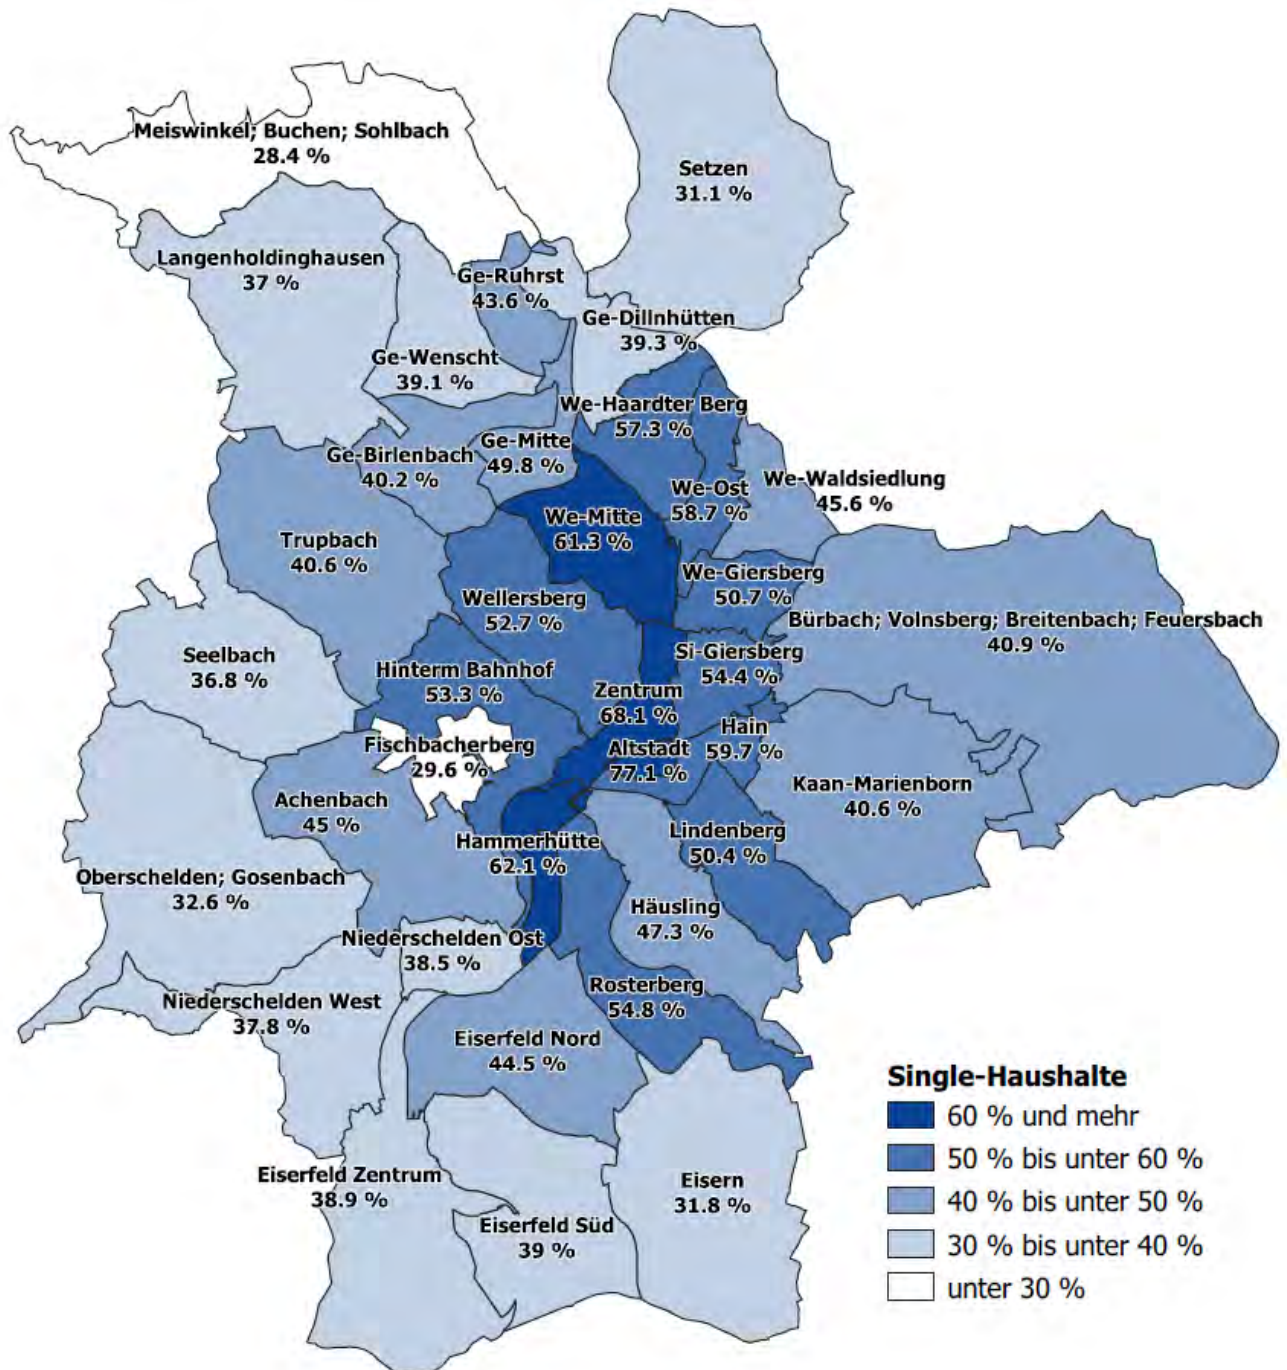 Meiswinkel; Buchen; Sohlbach
28.4 %
Setzen
31.1 %
Langenholdinghausen
37 %
Ge-Ruhrst
43.6 %
Ge-Dillnhütten
39.3 %
Ge-Wenscht
39.1 %
We-Haardter Berg
57.3 %
Ge-Mitte
49.8 %
Ge-Birlenbach
40.2 %
We-Ost
58.7 %
We-Waldsiedlung
45.6 %
We-Mitte
61.3 %
Trupbach
40.6 %
We-Giersberg
50.7 %
Wellersberg
52.7 %
Bürbach; Volnsberg; Breitenbach; Feuersbach
40.9 %
Seelbach
36.8 %
Si-Giersberg
54.4 %
Hinterm Bahnhof
53.3 %
Zentrum
68.1 %
Hain
59.7 %
Fischbacherberg
29.6 %
Altstadt
77.1 %
Kaan-Marienborn
40.6 %
Achenbach
45 %
Lindenberg
50.4 %
Hammerhütte
62.1 %
Oberschelden; Gosenbach
32.6 %
Häusling
47.3 %
Niederschelden Ost
38.5 %
Rosterberg
54.8 %
Niederschelden West
37.8 %
Eiserfeld Nord
44.5 %
Eiserfeld Zentrum
38.9 %
Eisern
31.8 %
Eiserfeld Süd
39 %
Single-Haushalte
60 % und mehr
50 % bis unter 60 %
40 % bis unter 50 %
30 % bis unter 40 %
unter 30 %